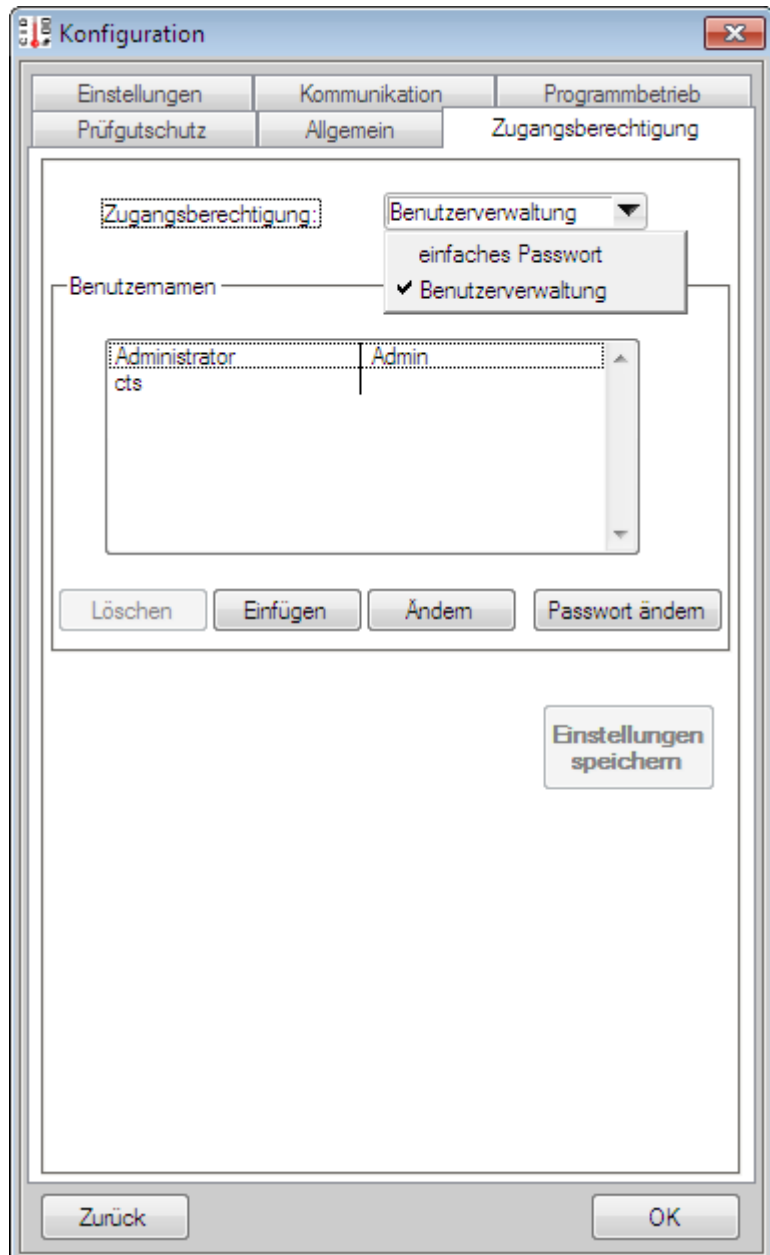 Konfiguration
Einstellungen Kommunikation Programmbetrieb
Prüfgutschutz Allgemein Zugangsberechtigung
Zugangsberechtigung: Benutzerverwaltung
einfaches Passwort
Benutzerverwaltung
Benutzernamen
Administrator Admin
cts
Löschen Einfügen Ändern Passwort ändern
Einstellungen
speichern
Zurück OK